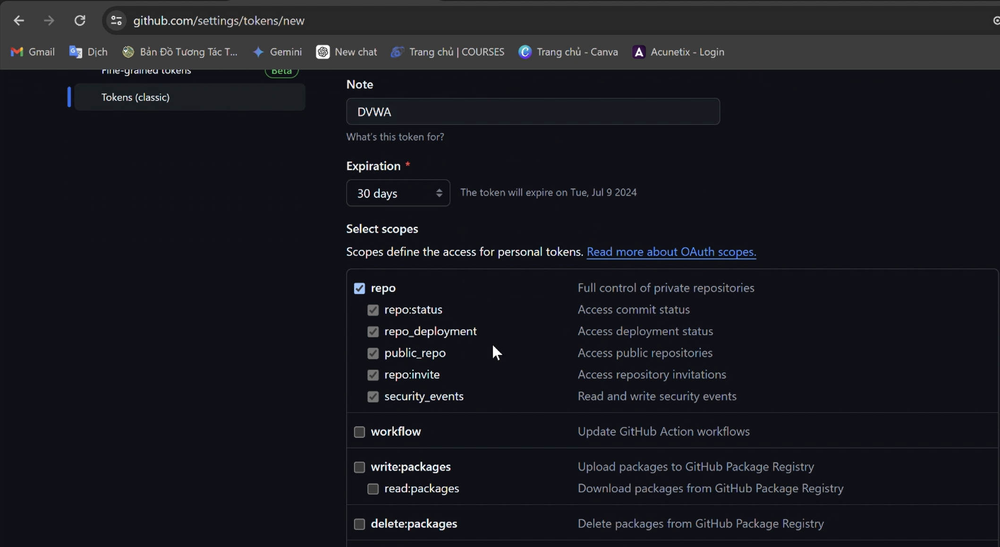 github.com/settings/tokens/new
Gmail Dịch Bản Đồ Tương Tác T... Gemini New chat Trang chủ | COURSES Trang chủ - Canva Acunetix - Login
Fine-grained tokens Beta
Tokens (classic)
Note
DVWA
What's this token for?
Expiration *
30 days The token will expire on Tue, Jul 9 2024
Select scopes
Scopes define the access for personal tokens. Read more about OAuth scopes.
repo Full control of private repositories
repo:status Access commit status
repo_deployment Access deployment status
public_repo Access public repositories
repo:invite Access repository invitations
security_events Read and write security events
workflow Update GitHub Action workflows
write:packages Upload packages to GitHub Package Registry
read:packages Download packages from GitHub Package Registry
delete:packages Delete packages from GitHub Package Registry